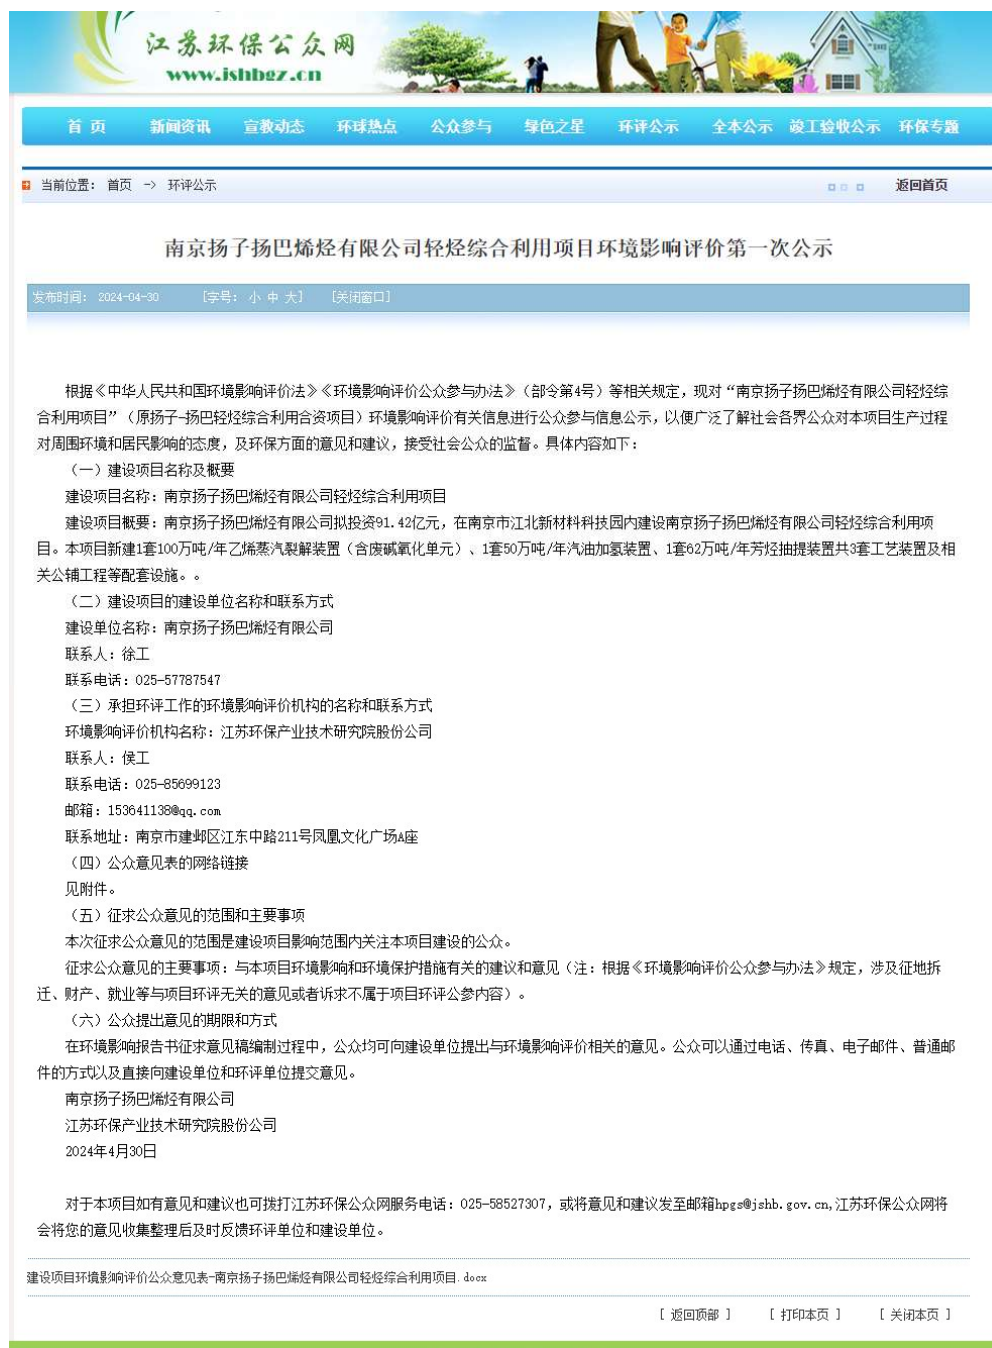 江苏环保公众网
www.jshbgz.cn
首 页 新闻资讯 宣教动态 环球热点 公众参与 绿色之星 环评公示 全本公示 竣工验收公示 环保专题
当前位置: 首页 -> 环评公示 返回首页
南京扬子扬巴烯烃有限公司轻烃综合利用项目环境影响评价第一次公示
发布时间: 2024-04-30 [字号: 小 中 大] [关闭窗口]
根据《中华人民共和国环境影响评价法》《环境影响评价公众参与办法》(部令第4号)等相关规定,现对“南京扬子扬巴烯烃有限公司轻烃综
合利用项目”(原扬子-扬巴轻烃综合利用合资项目)环境影响评价有关信息进行公众参与信息公示,以便广泛了解社会各界公众对本项目生产过程
对周围环境和居民影响的态度,及环保方面的意见和建议,接受社会公众的监督。具体内容如下:
(一)建设项目名称及概要
建设项目名称:南京扬子扬巴烯烃有限公司轻烃综合利用项目
建设项目概要:南京扬子扬巴烯烃有限公司拟投资91.42亿元,在南京市江北新材料科技园内建设南京扬子扬巴烯烃有限公司轻烃综合利用项
目。本项目新建1套100万吨/年乙烯蒸汽裂解装置(含废碱氧化单元)、1套50万吨/年汽油加氢装置、1套62万吨/年芳烃抽提装置共3套工艺装置及相
关公辅工程等配套设施。。
(二)建设项目的建设单位名称和联系方式
建设单位名称:南京扬子扬巴烯烃有限公司
联系人:徐工
联系电话:025-57787547
(三)承担环评工作的环境影响评价机构的名称和联系方式
环境影响评价机构名称:江苏环保产业技术研究院股份公司
联系人:侯工
联系电话:025-85699123
邮箱:153641138@qq.com
联系地址:南京市建邺区江东中路211号凤凰文化广场A座
(四)公众意见表的网络链接
见附件。
(五)征求公众意见的范围和主要事项
本次征求公众意见的范围是建设项目影响范围内关注本项目建设的公众。
征求公众意见的主要事项:与本项目环境影响和环境保护措施有关的建议和意见(注:根据《环境影响评价公众参与办法》规定,涉及征地拆
迁、财产、就业等与项目环评无关的意见或者诉求不属于项目环评公参内容)。
(六)公众提出意见的期限和方式
在环境影响报告书征求意见稿编制过程中,公众均可向建设单位提出与环境影响评价相关的意见。公众可以通过电话、传真、电子邮件、普通邮
件的方式以及直接向建设单位和环评单位提交意见。
南京扬子扬巴烯烃有限公司
江苏环保产业技术研究院股份公司
2024年4月30日
对于本项目如有意见和建议也可拨打江苏环保公众网服务电话:025-58527307,或将意见和建议发至邮箱hpgs@jshb.gov.cn,江苏环保公众网将
会将您的意见收集整理后及时反馈环评单位和建设单位。
建设项目环境影响评价公众意见表-南京扬子扬巴烯烃有限公司轻烃综合利用项目.docx
[ 返回顶部 ] [ 打印本页 ] [ 关闭本页 ]